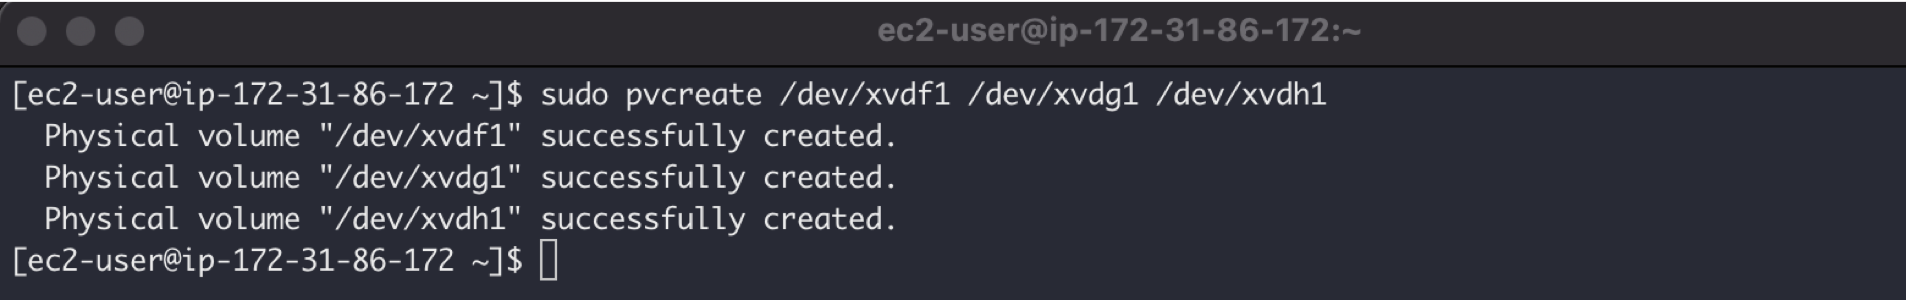 ec2-user@ip-172-31-86-172:~
[ec2-user@ip-172-31-86-172 ~]$ sudo pvcreate /dev/xvdf1 /dev/xvdg1 /dev/xvdh1
  Physical volume "/dev/xvdf1" successfully created.
  Physical volume "/dev/xvdg1" successfully created.
  Physical volume "/dev/xvdh1" successfully created.
[ec2-user@ip-172-31-86-172 ~]$